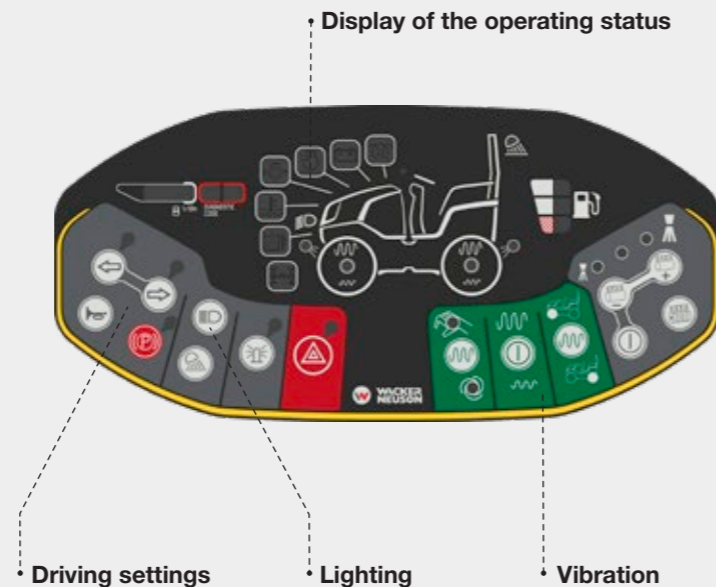 Display of the operating status
P
WACKER
NEUSON
Driving settings
Lighting
Vibration